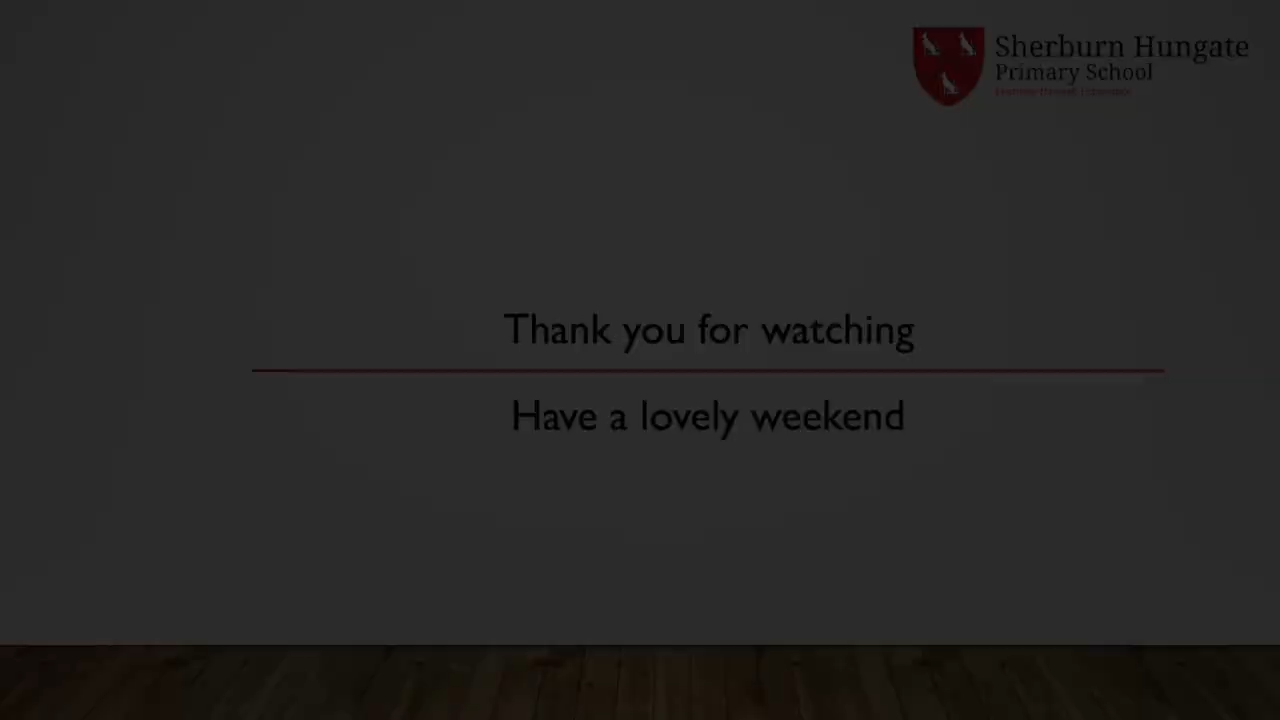 Sherburn Hungate
Primary School
Thank you for watching
Have a lovely weekend